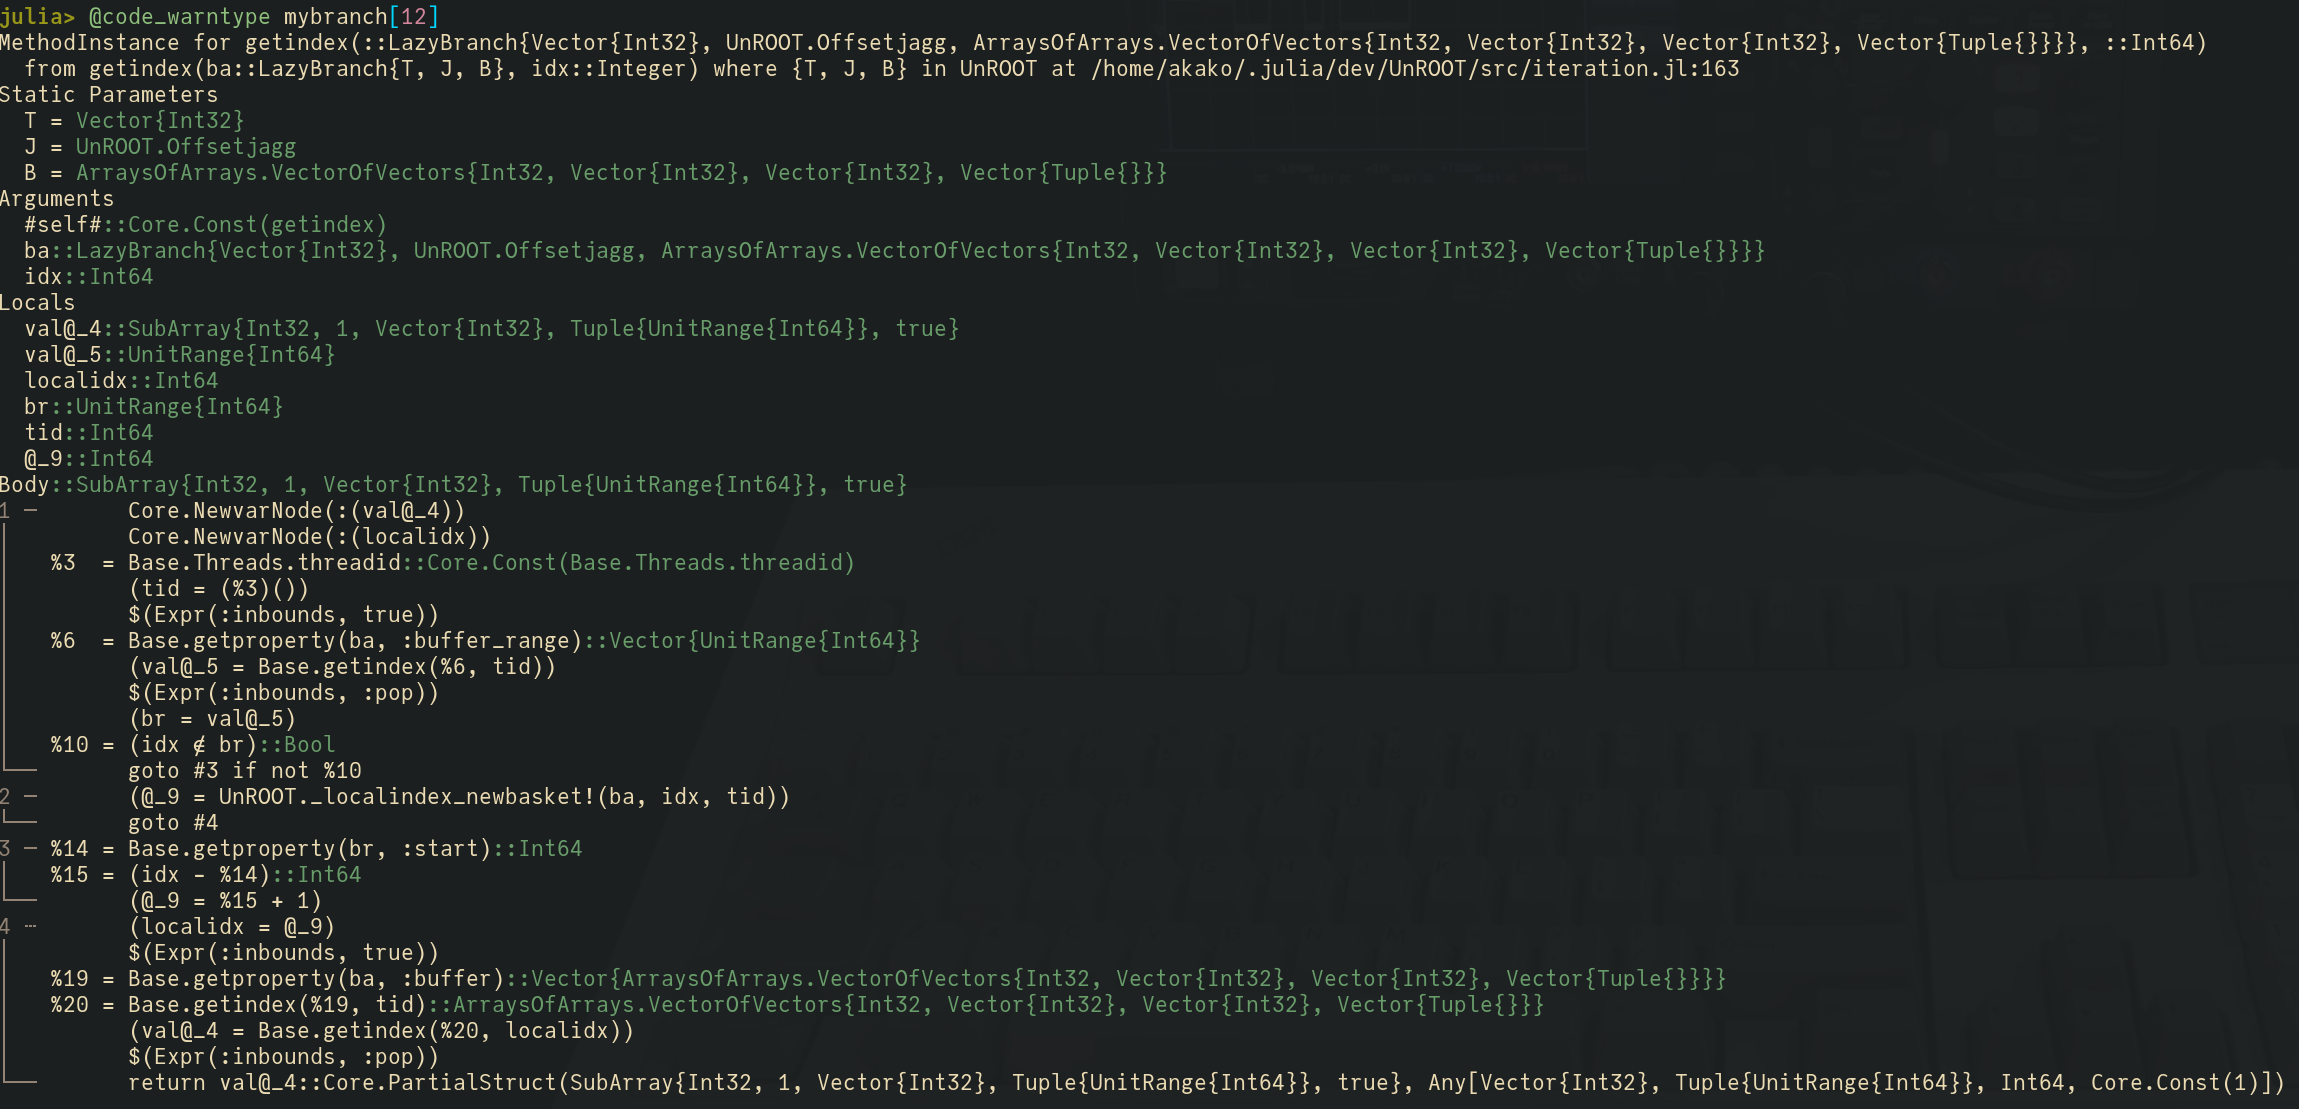 julia> @code_warntype mybranch[12]
MethodInstance for getindex(::LazyBranch{Vector{Int32}, UnROOT.Offsetjagg, ArraysOfArrays.VectorOfVectors{Int32, Vector{Int32}, Vector{Int32}, Vector{Tuple{}}}}, ::Int64)
  from getindex(ba::LazyBranch{T, J, B}, idx::Integer) where {T, J, B} in UnROOT at /home/akako/.julia/dev/UnROOT/src/iteration.jl:163
Static Parameters
  T = Vector{Int32}
  J = UnROOT.Offsetjagg
  B = ArraysOfArrays.VectorOfVectors{Int32, Vector{Int32}, Vector{Int32}, Vector{Tuple{}}}
Arguments
  #self#::Core.Const(getindex)
  ba::LazyBranch{Vector{Int32}, UnROOT.Offsetjagg, ArraysOfArrays.VectorOfVectors{Int32, Vector{Int32}, Vector{Int32}, Vector{Tuple{}}}}
  idx::Int64
Locals
  val@_4::SubArray{Int32, 1, Vector{Int32}, Tuple{UnitRange{Int64}}, true}
  val@_5::UnitRange{Int64}
  localidx::Int64
  br::UnitRange{Int64}
  tid::Int64
  @_9::Int64
Body::SubArray{Int32, 1, Vector{Int32}, Tuple{UnitRange{Int64}}, true}
1 ─       Core.NewvarNode(:(val@_4))
│         Core.NewvarNode(:(localidx))
│   %3  = Base.Threads.threadid::Core.Const(Base.Threads.threadid)
│         (tid = (%3)())
│         $(Expr(:inbounds, true))
│   %6  = Base.getproperty(ba, :buffer_range)::Vector{UnitRange{Int64}}
│         (val@_5 = Base.getindex(%6, tid))
│         $(Expr(:inbounds, :pop))
│         (br = val@_5)
│   %10 = (idx ∉ br)::Bool
└──       goto #3 if not %10
2 ─       (@_9 = UnROOT._localindex_newbasket!(ba, idx, tid))
└──       goto #4
3 ─ %14 = Base.getproperty(br, :start)::Int64
│   %15 = (idx - %14)::Int64
└──       (@_9 = %15 + 1)
4 ┄       (localidx = @_9)
│         $(Expr(:inbounds, true))
│   %19 = Base.getproperty(ba, :buffer)::Vector{ArraysOfArrays.VectorOfVectors{Int32, Vector{Int32}, Vector{Int32}, Vector{Tuple{}}}}
│   %20 = Base.getindex(%19, tid)::ArraysOfArrays.VectorOfVectors{Int32, Vector{Int32}, Vector{Int32}, Vector{Tuple{}}}
│         (val@_4 = Base.getindex(%20, localidx))
│         $(Expr(:inbounds, :pop))
└──       return val@_4::Core.PartialStruct(SubArray{Int32, 1, Vector{Int32}, Tuple{UnitRange{Int64}}, true}, Any[Vector{Int32}, Tuple{UnitRange{Int64}}, Int64, Core.Const(1)])